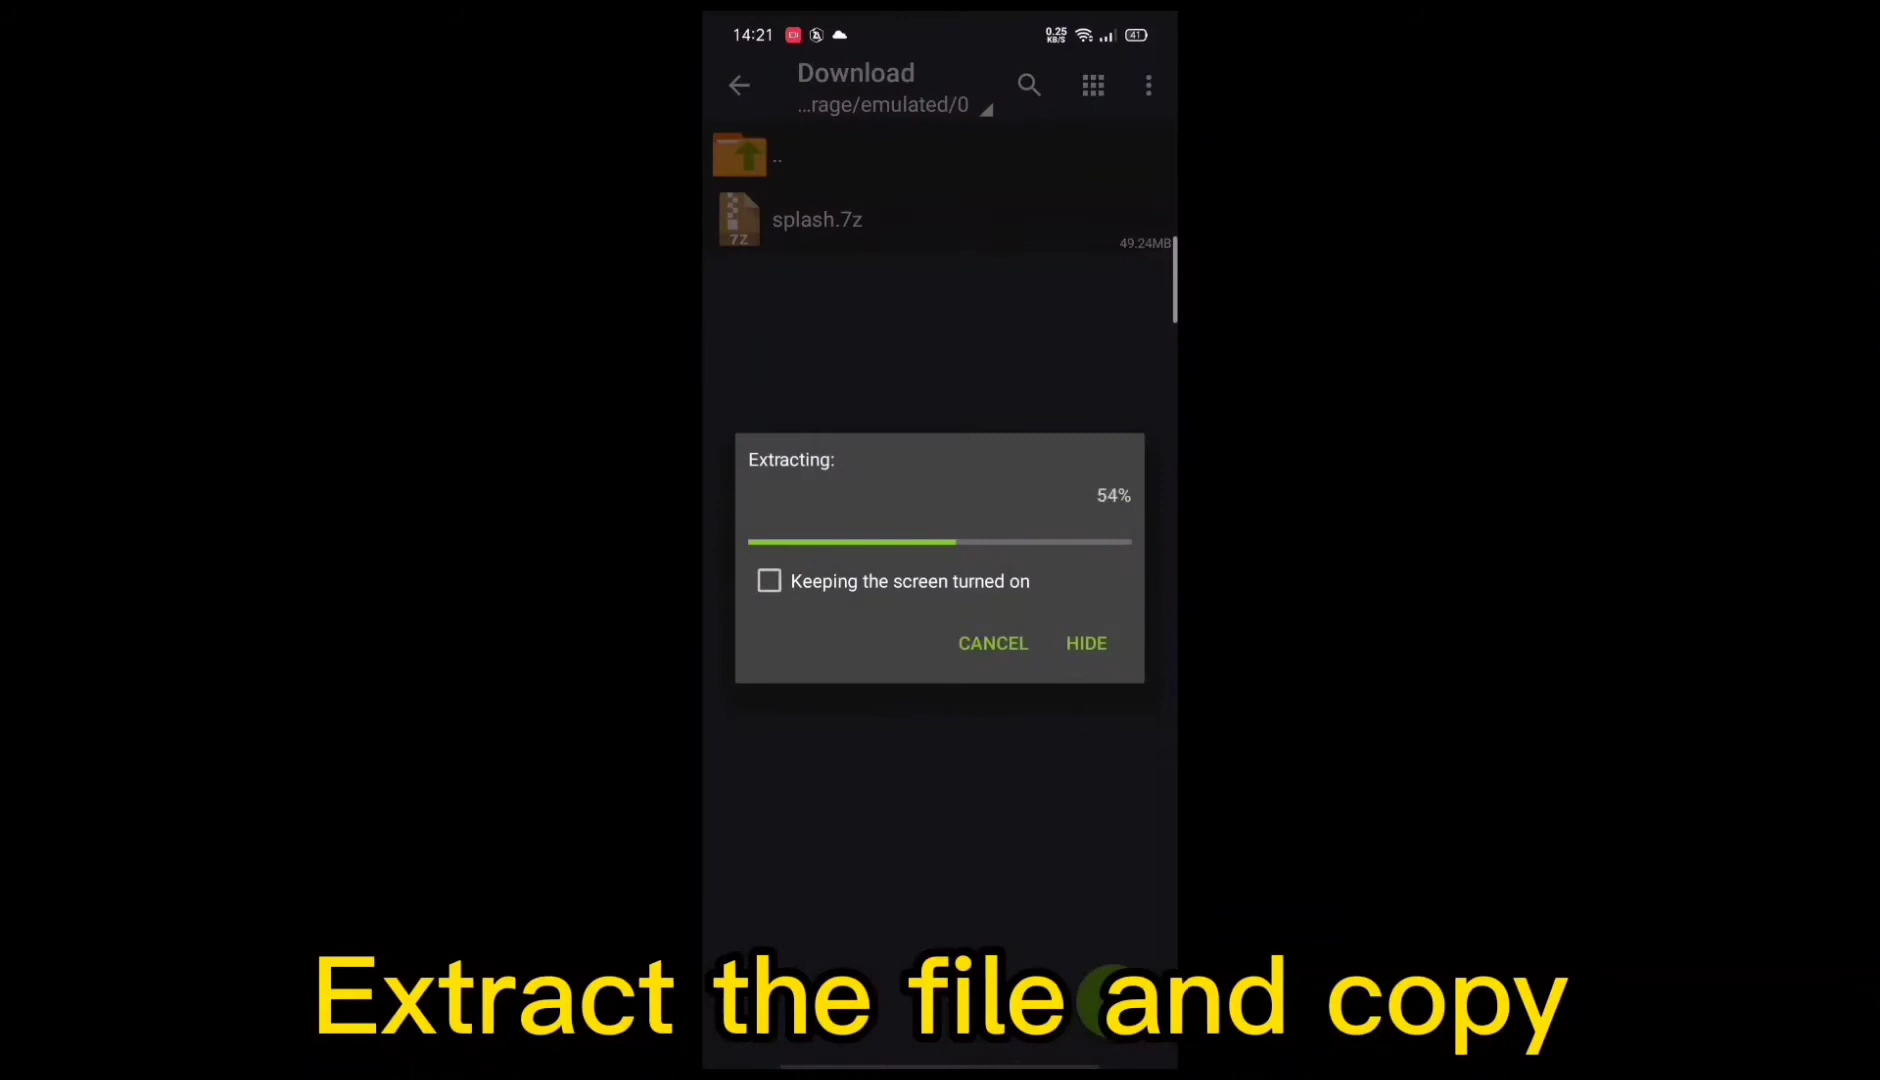 14:21
0.25
KB/S
41
Download
...rage/emulated/0
..
7Z
splash.7z
49.24MB
Extracting:
54%
Keeping the screen turned on
CANCEL HIDE
Extract the file and copy